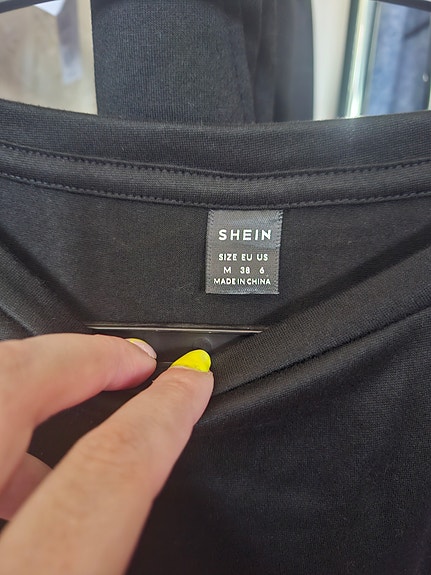 SHEIN
SIZE EU US
M 38 6
MADE IN CHINA